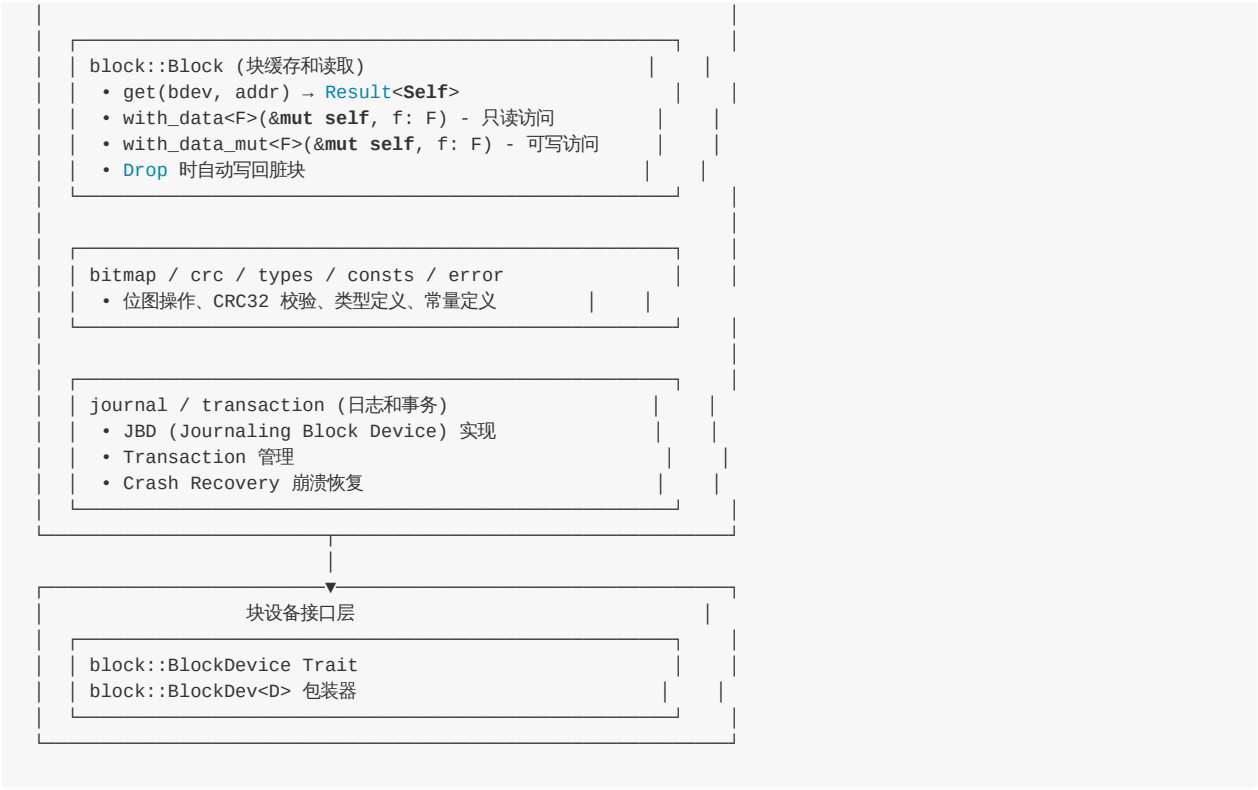 block::Block (块缓存和读取)
• get(bdev, addr) → Result<Self>
• with_data<F>(&mut self, f: F) - 只读访问
• with_data_mut<F>(&mut self, f: F) - 可写访问
• Drop 时自动写回脏块
bitmap / crc / types / consts / error
• 位图操作、CRC32 校验、类型定义、常量定义
journal / transaction (日志和事务)
• JBD (Journaling Block Device) 实现
• Transaction 管理
• Crash Recovery 崩溃恢复
块设备接口层
block::BlockDevice Trait
block::BlockDev<D> 包装器